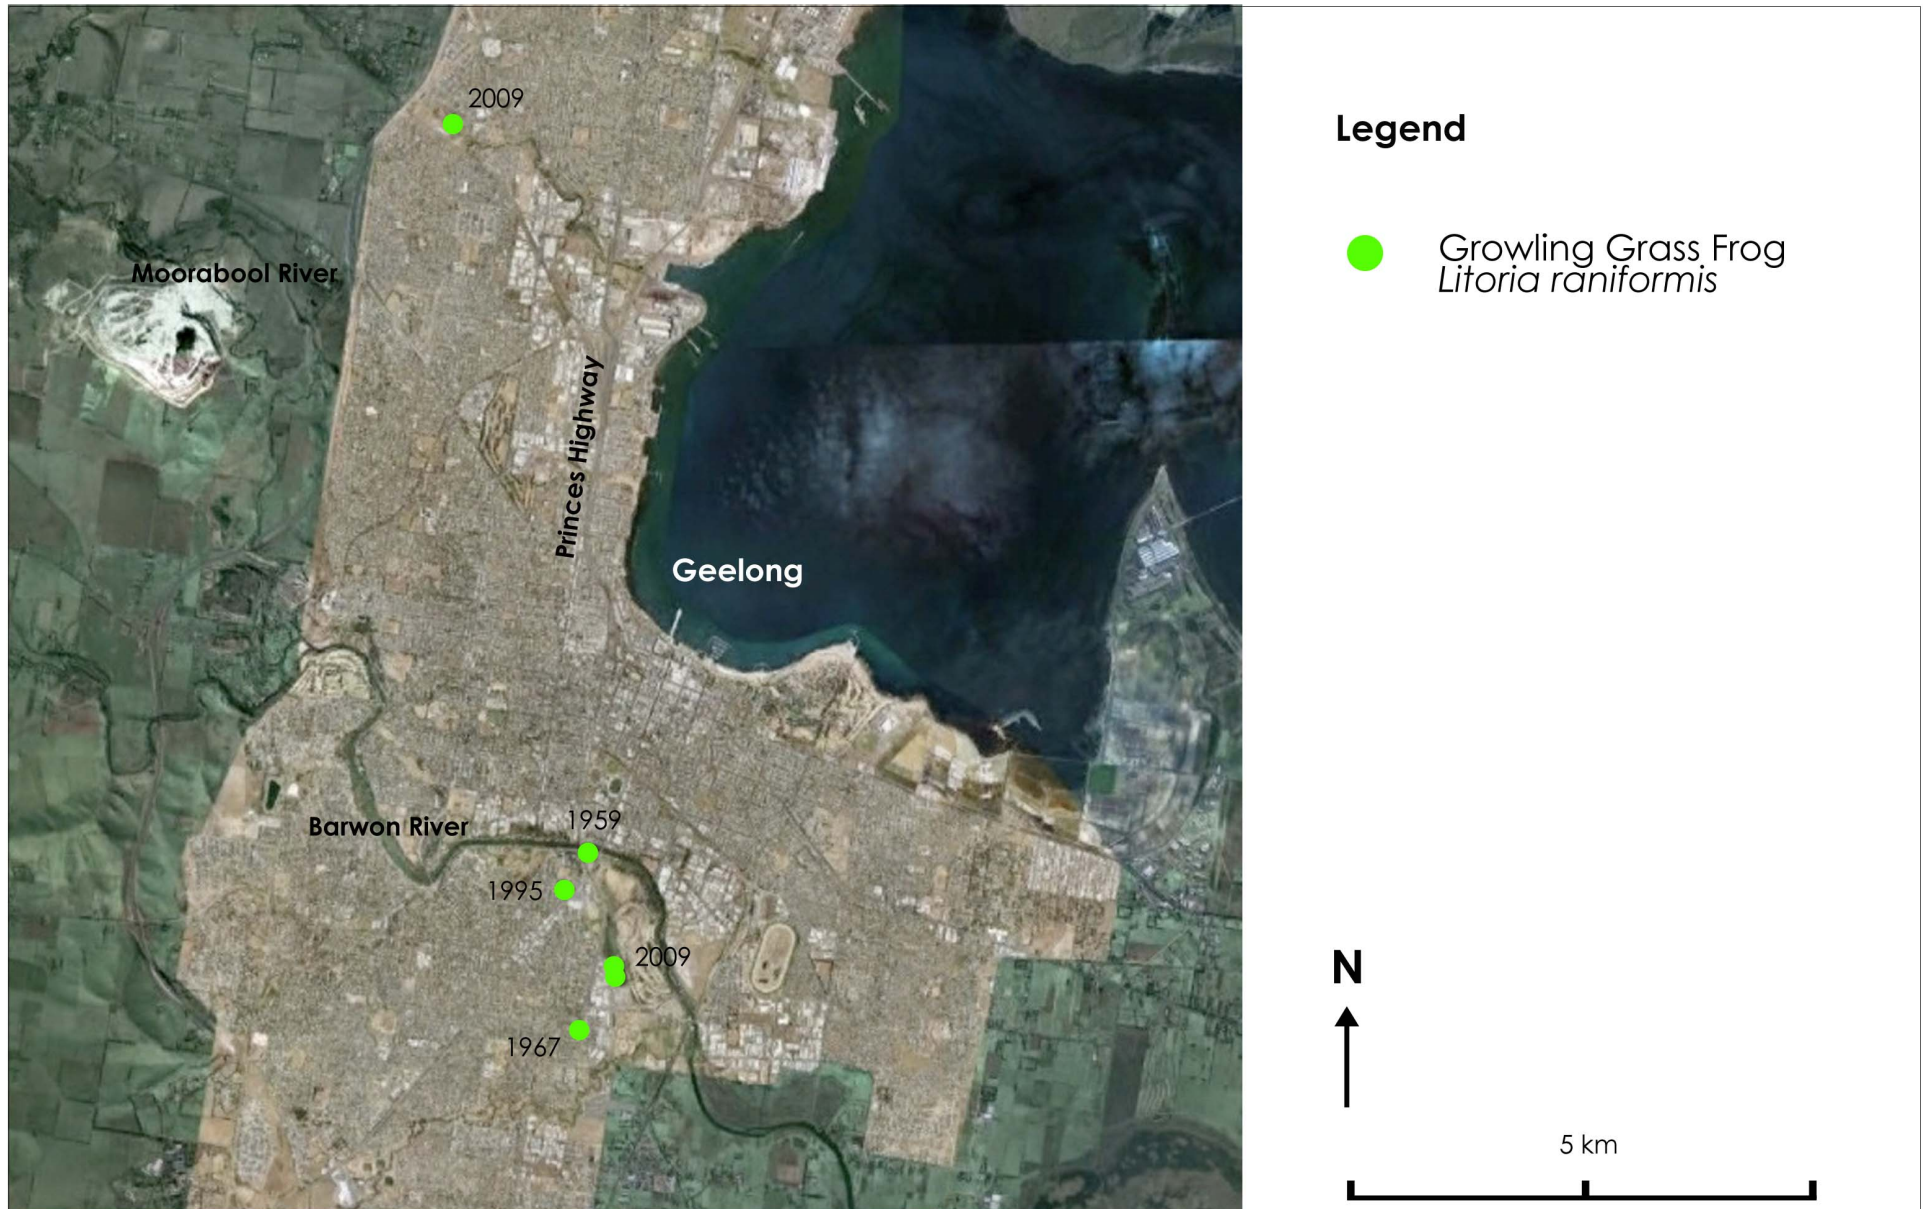 2009
Moorabool River
Princes Highway
Geelong
1959
Barwon River
1995
2009
1967
Legend
Growling Grass Frog
Litoria raniformis
N
5 km